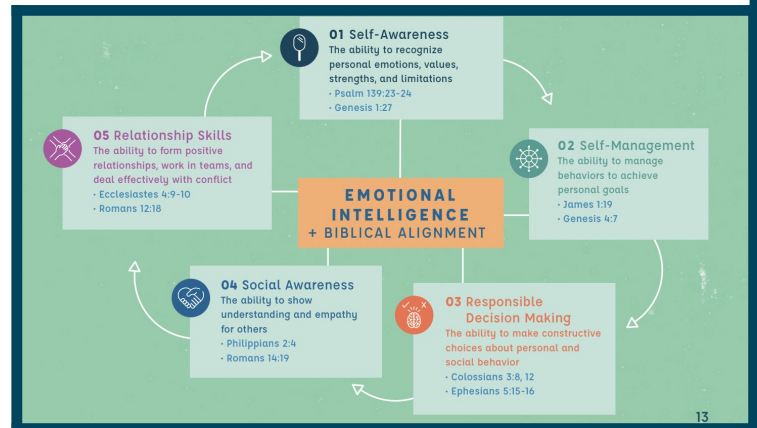 01 Self-Awareness
The ability to recognize
personal emotions, values,
strengths, and limitations
• Psalm 139:23-24
• Genesis 1:27
02 Self-Management
The ability to manage
behaviors to achieve
personal goals
• James 1:19
• Genesis 4:7
03 Responsible
Decision Making
The ability to make constructive
choices about personal and
social behavior
• Colossians 3:8, 12
• Ephesians 5:15-16
04 Social Awareness
The ability to show
understanding and empathy
for others
• Philippians 2:4
• Romans 14:19
05 Relationship Skills
The ability to form positive
relationships, work in teams, and
deal effectively with conflict
• Ecclesiastes 4:9-10
• Romans 12:18
EMOTIONAL
INTELLIGENCE
+ BIBLICAL ALIGNMENT
13